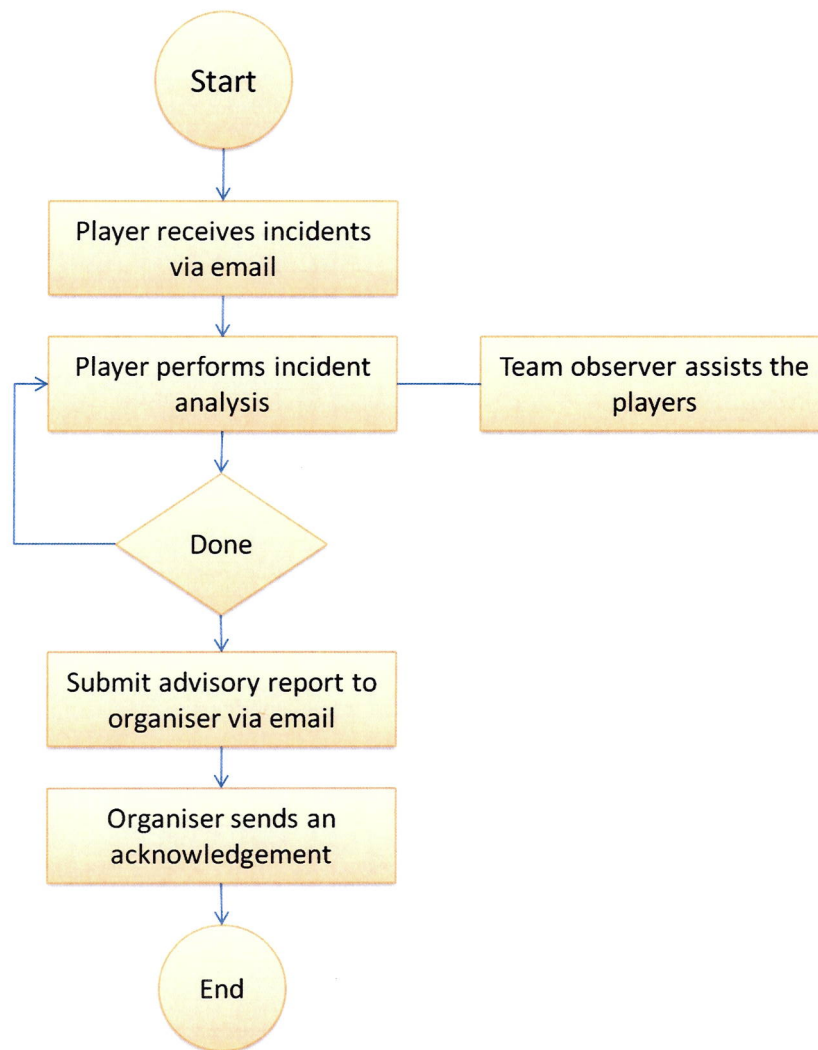 Start
Player receives incidents
via email
Player performs incident
analysis
Team observer assists the
players
Done
Submit advisory report to
organiser via email
Organiser sends an
acknowledgement
End